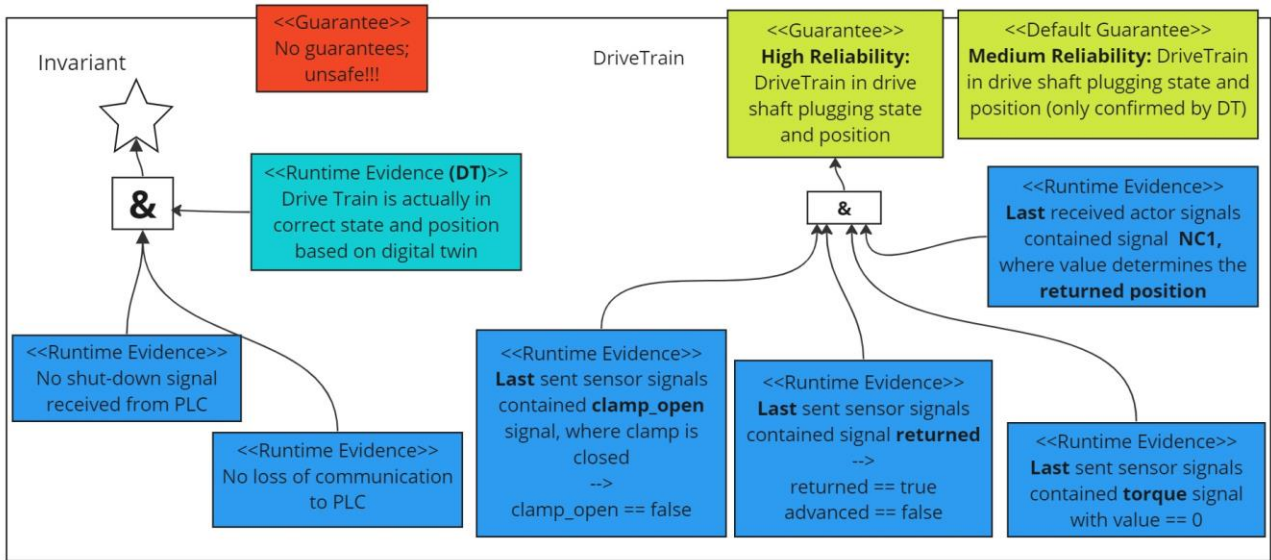 Invariant
<<Guarantee>>
No guarantees;
unsafe!!!
DriveTrain
<<Guarantee>>
High Reliability:
DriveTrain in drive
shaft plugging state
and position
<<Default Guarantee>>
Medium Reliability: DriveTrain
in drive shaft plugging state and
position (only confirmed by DT)
&
<<Runtime Evidence (DT)>>
Drive Train is actually in
correct state and position
based on digital twin
&
<<Runtime Evidence>>
Last received actor signals
contained signal NC1,
where value determines the
returned position
<<Runtime Evidence>>
No shut-down signal
received from PLC
<<Runtime Evidence>>
No loss of communication
to PLC
<<Runtime Evidence>>
Last sent sensor signals
contained clamp_open
signal, where clamp is
closed
-->
clamp_open == false
<<Runtime Evidence>>
Last sent sensor signals
contained signal returned
-->
returned == true
advanced == false
<<Runtime Evidence>>
Last sent sensor signals
contained torque signal
with value == 0